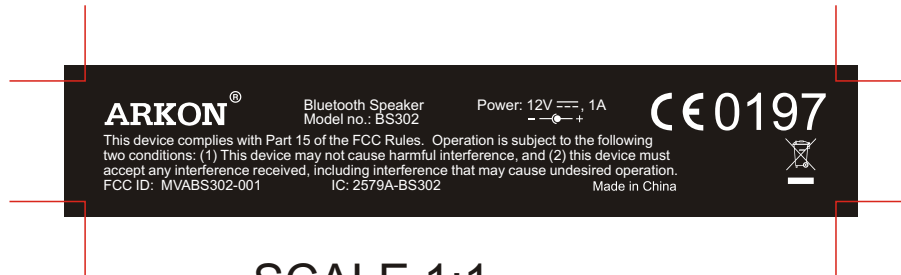 ARKON®
Bluetooth Speaker
Model no.: BS302
Power: 12V ⎓, 1A
- +
CE0197
This device complies with Part 15 of the FCC Rules. Operation is subject to the following
two conditions: (1) This device may not cause harmful interference, and (2) this device must
accept any interference received, including interference that may cause undesired operation.
FCC ID: MVABS302-001 IC: 2579A-BS302 Made in China
SCALE 1:1